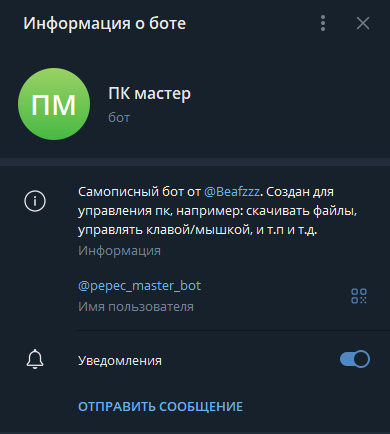 Информация о боте
ПМ
ПК мастер
бот
Самописный бот от @Beafzzz. Создан для
управления пк, например: скачивать файлы,
управлять клавой/мышкой, и т.п и т.д.
Информация
@pepec_master_bot
Имя пользователя
Уведомления
ОТПРАВИТЬ СООБЩЕНИЕ